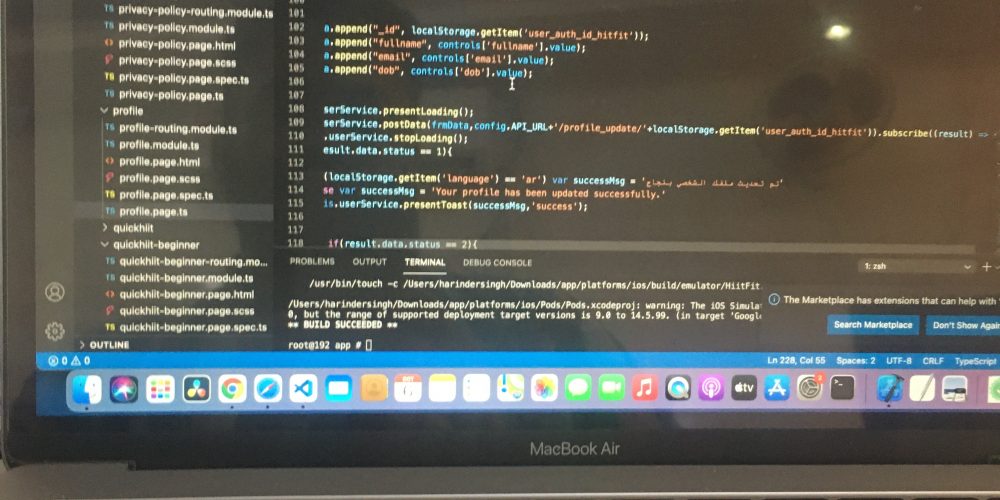 privacy-policy-routing.module.ts
TS privacy-policy.module.ts
<> privacy-policy.page.html
privacy-policy.page.scss
TS privacy-policy.page.spec.ts
TS privacy-policy.page.ts
profile
TS profile-routing.module.ts
TS profile.module.ts
<> profile.page.html
profile.page.scss
TS profile.page.spec.ts
TS profile.page.ts
quickhiit
quickhiit-beginner
TS quickhiit-beginner-routing.mo...
TS quickhiit-beginner.module.ts
<> quickhiit-beginner.page.html
quickhiit-beginner.page.scss
TS quickhiit-beginner.page.spec.ts
OUTLINE
101
102 a.append("_id", localStorage.getItem('user_auth_id_hitfit'));
103 a.append("fullname", controls['fullname'].value);
104 a.append("email", controls['email'].value);
105 a.append("dob", controls['dob'].value);
106
107
108 serService.presentLoading();
109 serService.postData(frmData,config.API_URL+'/profile_update/'+localStorage.getItem('user_auth_id_hitfit')).subscribe((result) =>
110 .userService.stopLoading();
111 esult.data.status == 1){
112
113 (localStorage.getItem('language') == 'ar') var successMsg = 'تم تحديث ملفك الشخصي بنجاح'
114 se var successMsg = 'Your profile has been updated successfully.'
115 is.userService.presentToast(successMsg,'success');
116
117
118 if(result.data.status == 2){
PROBLEMS OUTPUT TERMINAL DEBUG CONSOLE
1: zsh
/usr/bin/touch -c /Users/harindersingh/Downloads/app/platforms/ios/build/emulator/HiitFit.
/Users/harindersingh/Downloads/app/platforms/ios/Pods/Pods.xcodeproj: warning: The iOS Simula
0, but the range of supported deployment target versions is 9.0 to 14.5.99. (in target 'Google
** BUILD SUCCEEDED **
root@192 app #
The Marketplace has extensions that can help with
Search Marketplace Don't Show Again
0 0
Ln 228, Col 55 Spaces: 2 UTF-8 CRLF TypeScript
tv
MacBook Air